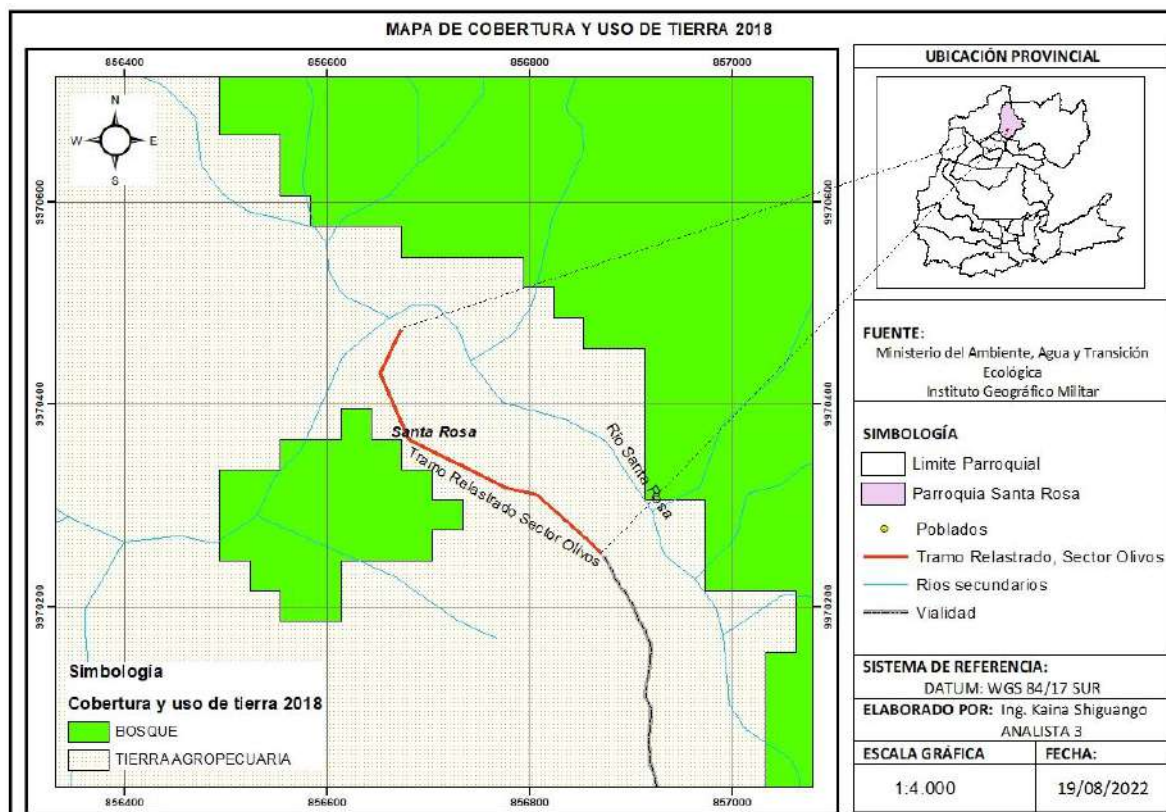 MAPA DE COBERTURA Y USO DE TIERRA 2018
856400
856600
856800
857000
N
W
E
S
9970600
9970600
9970400
9970400
9970200
9970200
Santa Rosa
Tramo Relastrado Sector Olivos
Río Santa Rosa
Simbología
Cobertura y uso de tierra 2018
BOSQUE
TIERRA AGROPECUARIA
856400
856600
856800
857000
UBICACIÓN PROVINCIAL
FUENTE:
Ministerio del Ambiente, Agua y Transición
Ecológica
Instituto Geográfico Militar
SIMBOLOGÍA
Limite Parroquial
Parroquia Santa Rosa
Poblados
Tramo Relastrado, Sector Olivos
Rios secundarios
Vialidad
SISTEMA DE REFERENCIA:
DATUM: WGS 84/17 SUR
ELABORADO POR: Ing. Kaina Shiguango
ANALISTA 3
ESCALA GRÁFICA
FECHA:
1:4.000
19/08/2022